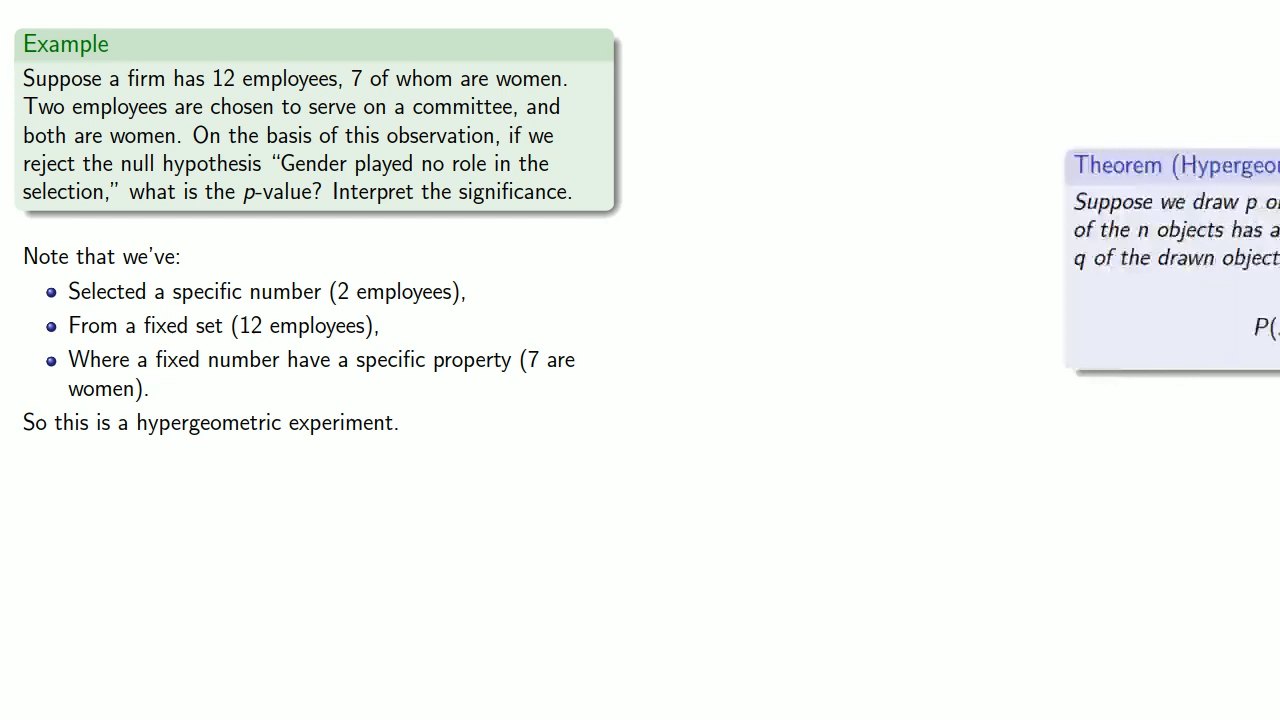 Example
Suppose a firm has 12 employees, 7 of whom are women.
Two employees are chosen to serve on a committee, and
both are women. On the basis of this observation, if we
reject the null hypothesis “Gender played no role in the
selection,” what is the p-value? Interpret the significance.
Note that we've:
Selected a specific number (2 employees),
From a fixed set (12 employees),
Where a fixed number have a specific property (7 are
women).
So this is a hypergeometric experiment.
Theorem (Hypergeo
Suppose we draw p
of the n objects has a
q of the drawn object
P(